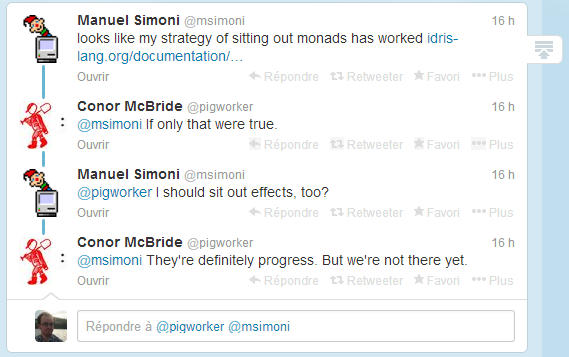 Manuel Simoni @msimoni 16 h
looks like my strategy of sitting out monads has worked idris-
lang.org/documentation/…
Ouvrir Répondre Retweeter Favori Plus
Conor McBride @pigworker 16 h
@msimoni If only that were true.
Ouvrir Répondre Retweeter Favori Plus
Manuel Simoni @msimoni 16 h
@pigworker I should sit out effects, too?
Ouvrir Répondre Retweeter Favori Plus
Conor McBride @pigworker 16 h
@msimoni They're definitely progress. But we're not there yet.
Ouvrir Répondre Retweeter Favori Plus
Répondre à @pigworker @msimoni